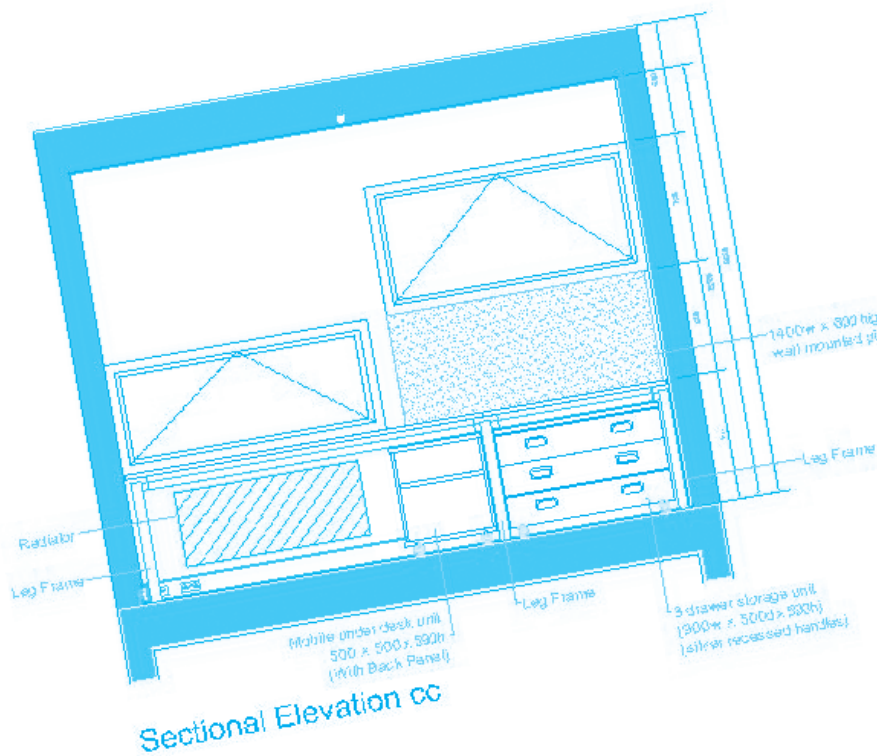 1400w x 600 hig
wall mounted pi
Leg Frame
Radiator
Leg Frame
Leg Frame
Mobile under desk unit
500 x 500 x 590h
(With Back Panel)
3 drawer storage unit
(900w x 500d x 590h)
(silver recessed handles)
Sectional Elevation cc